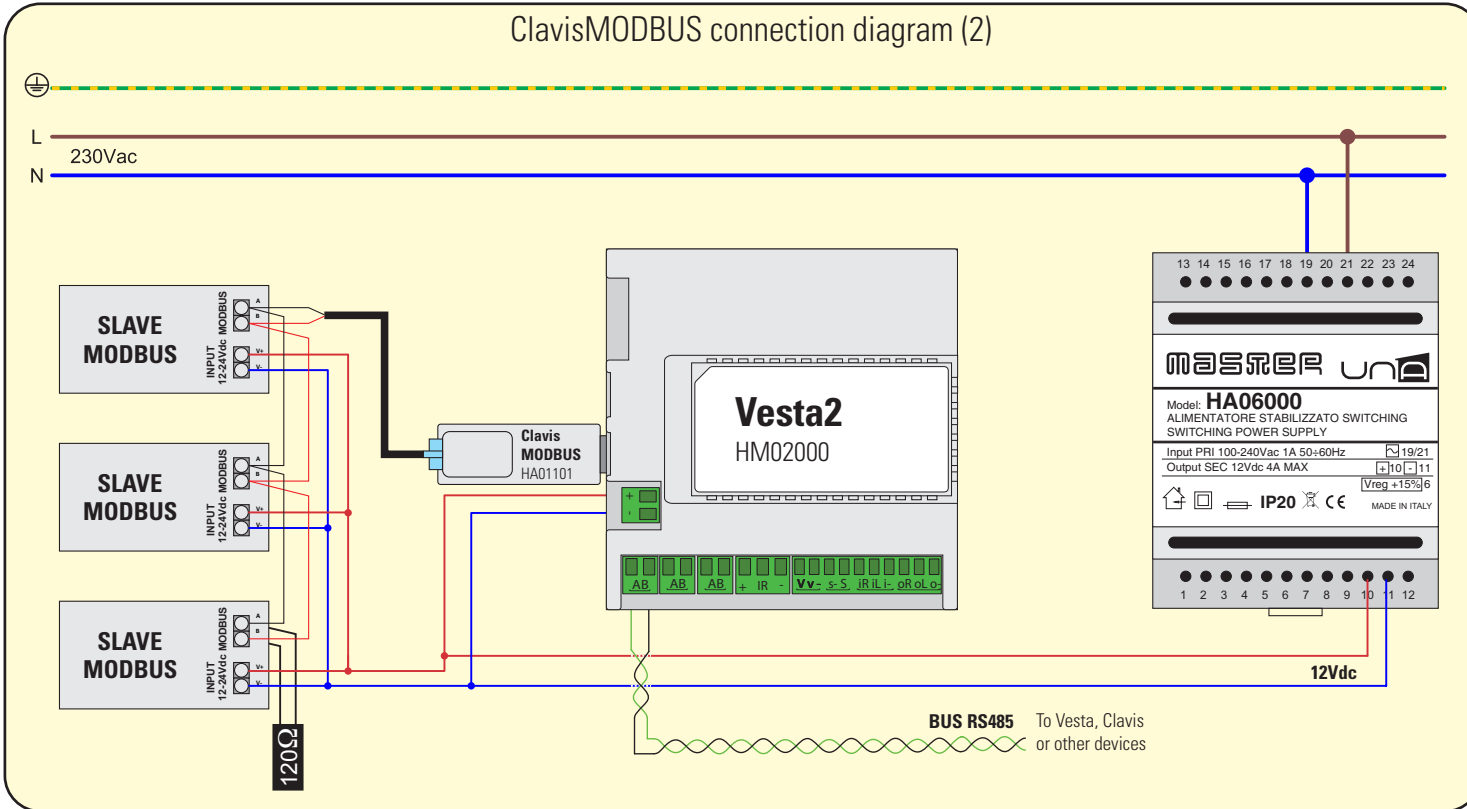 ClavisMODBUS connection diagram (2)
L
230Vac
N
SLAVE
MODBUS
MODBUS
A
B
INPUT
12-24Vdc
V+
V-
SLAVE
MODBUS
MODBUS
A
B
INPUT
12-24Vdc
V+
V-
SLAVE
MODBUS
MODBUS
A
B
INPUT
12-24Vdc
V+
V-
120Ω
Clavis
MODBUS
HA01101
Vesta2
HM02000
+
-
AB AB AB + IR - Vv- s- S iR iL i- oR oL o-
13 14 15 16 17 18 19 20 21 22 23 24
MASTER unA
Model: HA06000
ALIMENTATORE STABILIZZATO SWITCHING
SWITCHING POWER SUPPLY
Input PRI 100-240Vac 1A 50÷60Hz 19/21
Output SEC 12Vdc 4A MAX + 10 - 11
Vreg +15% 6
IP20 CE MADE IN ITALY
1 2 3 4 5 6 7 8 9 10 11 12
12Vdc
BUS RS485 To Vesta, Clavis
or other devices